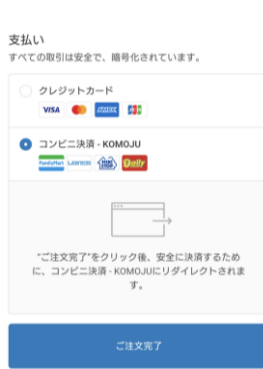 支払い
すべての取引は安全で、暗号化されています。
クレジットカード
VISA AMEX JCB
コンビニ決済 - KOMOJU
FamilyMart LAWSON MINI STOP Daily
“ご注文完了”をクリック後、安全に決済するため
に、コンビニ決済 - KOMOJUにリダイレクトされま
す。
ご注文完了